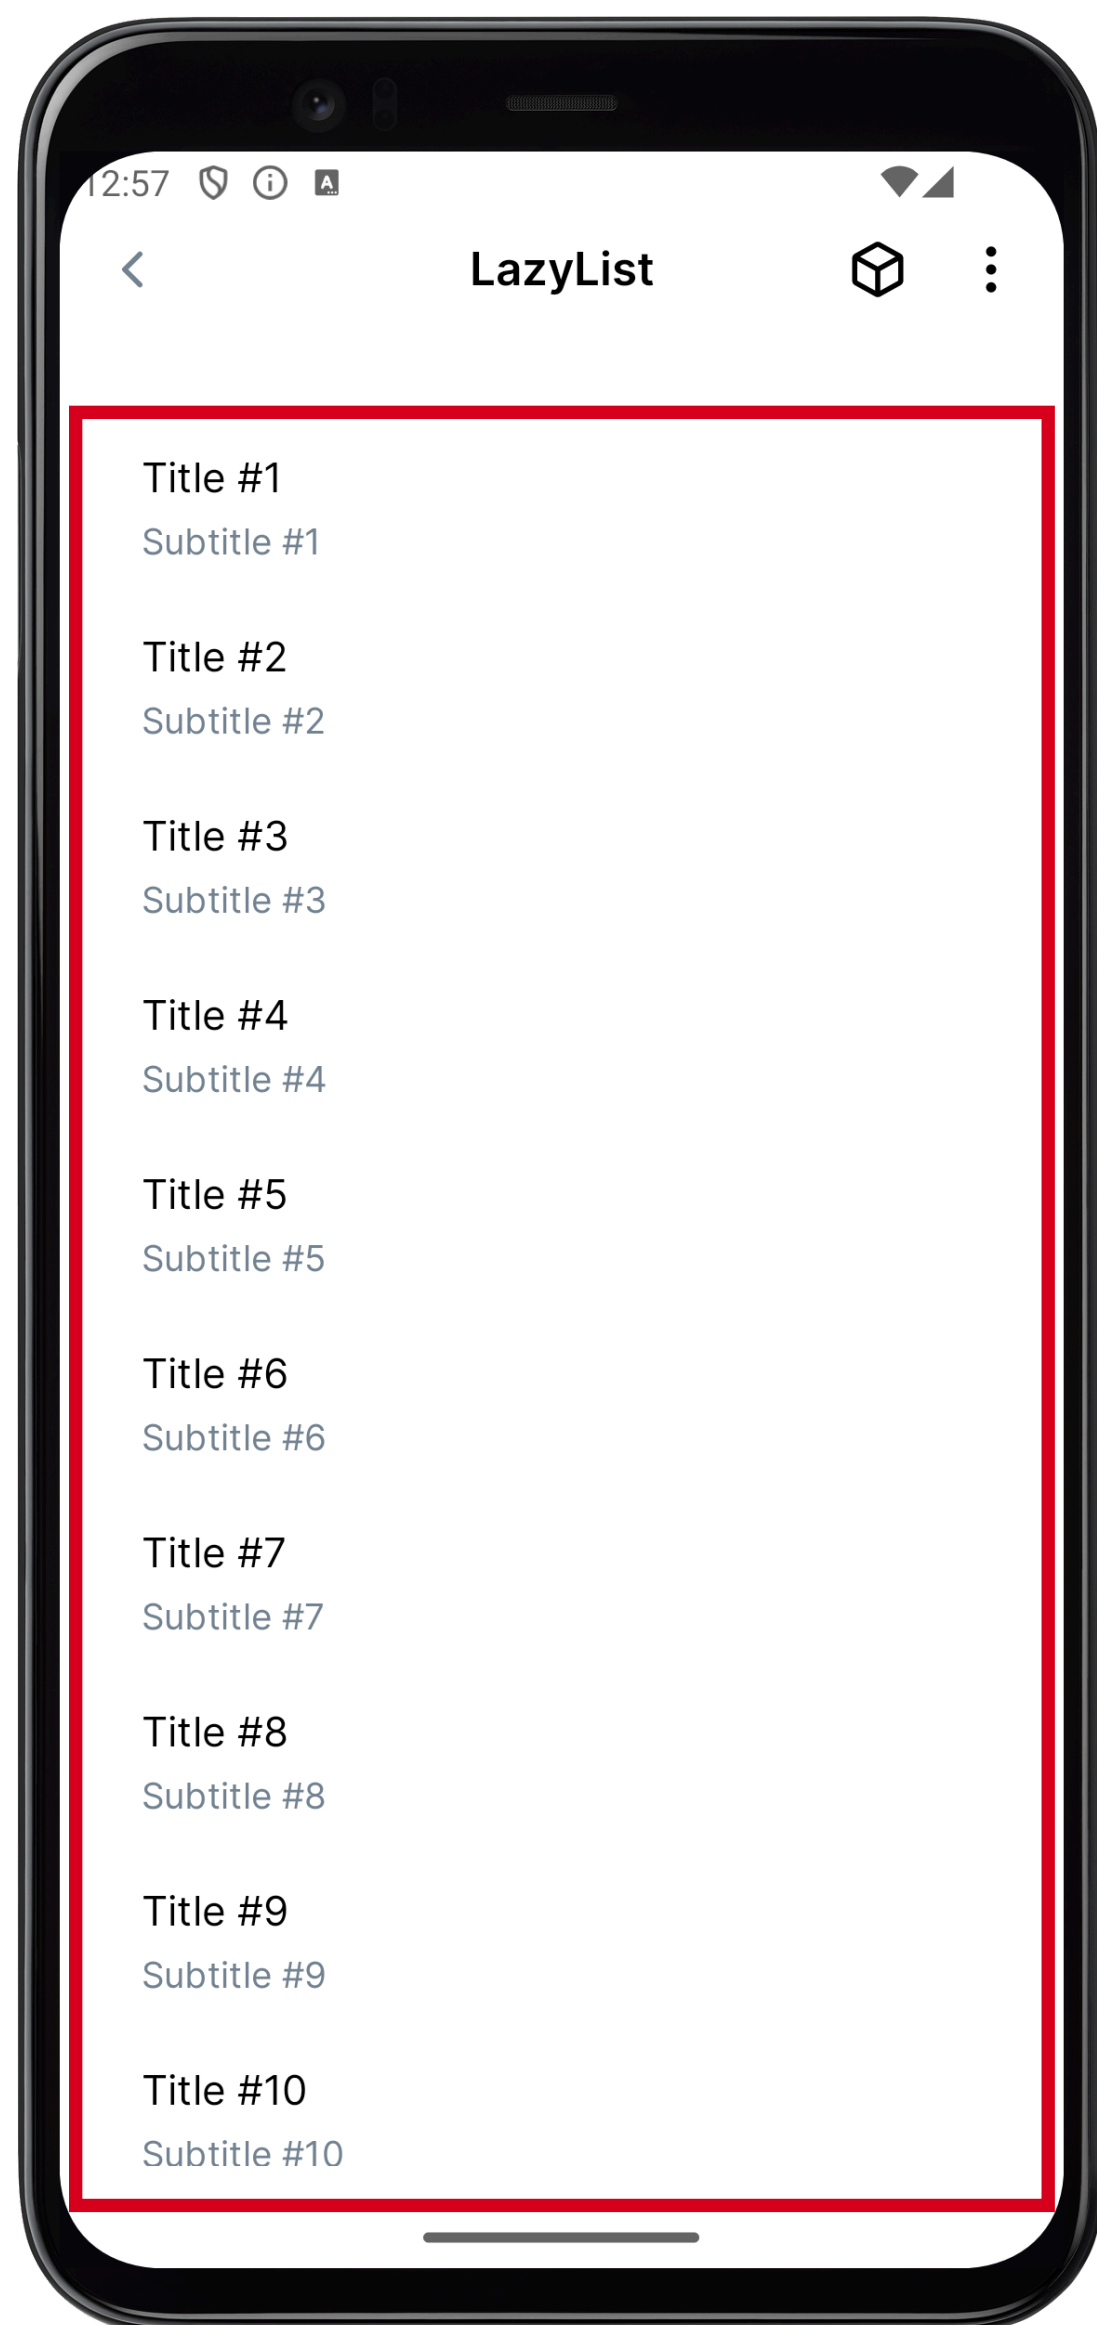 12:57
LazyList
Title #1
Subtitle #1
Title #2
Subtitle #2
Title #3
Subtitle #3
Title #4
Subtitle #4
Title #5
Subtitle #5
Title #6
Subtitle #6
Title #7
Subtitle #7
Title #8
Subtitle #8
Title #9
Subtitle #9
Title #10
Subtitle #10